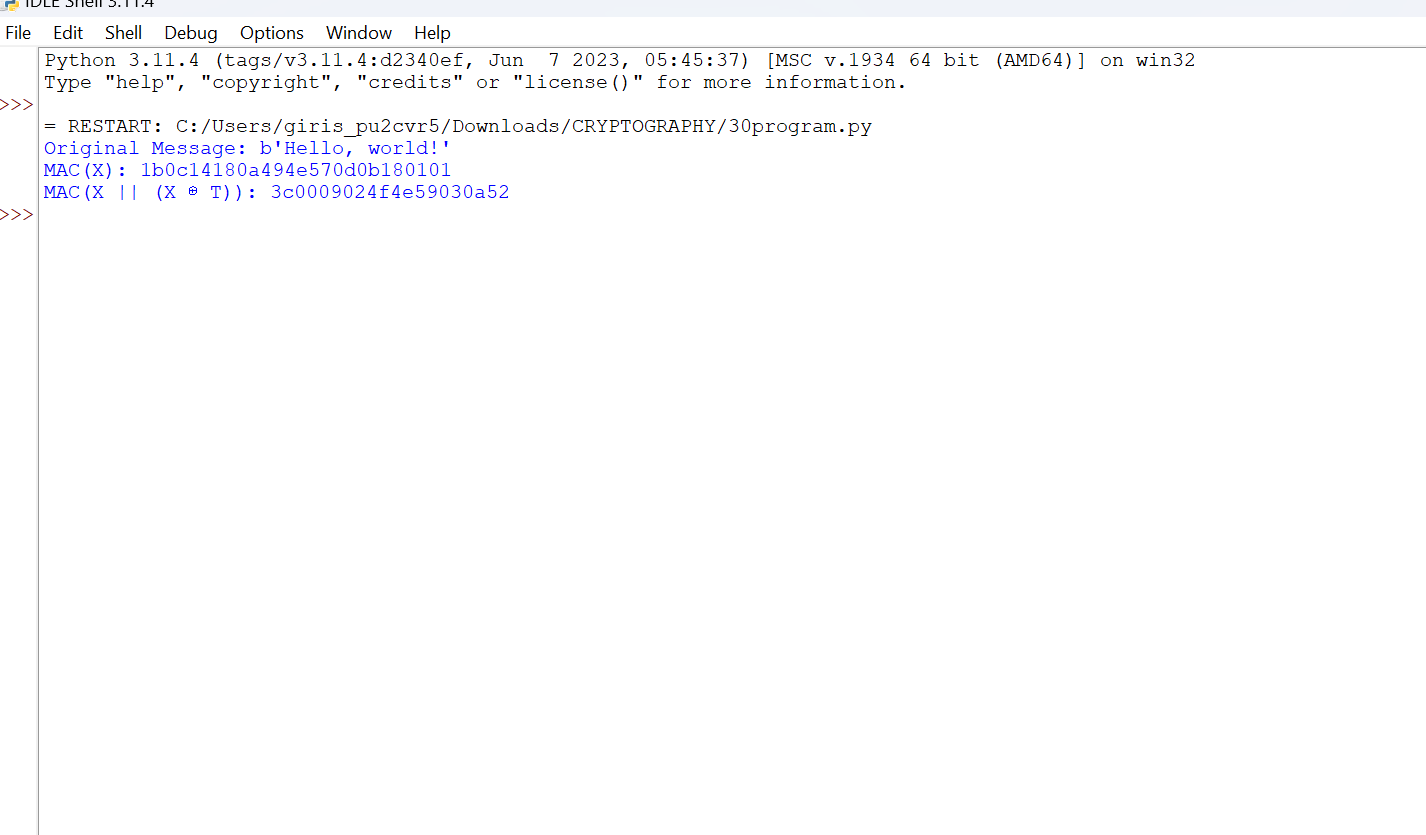 IDLE Shell 3.11.4
File Edit Shell Debug Options Window Help
Python 3.11.4 (tags/v3.11.4:d2340ef, Jun  7 2023, 05:45:37) [MSC v.1934 64 bit (AMD64)] on win32
Type "help", "copyright", "credits" or "license()" for more information.
>>>
= RESTART: C:/Users/giris_pu2cvr5/Downloads/CRYPTOGRAPHY/30program.py
Original Message: b'Hello, world!'
MAC(X): 1b0c14180a494e570d0b180101
MAC(X || (X ⊕ T)): 3c0009024f4e59030a52
>>>